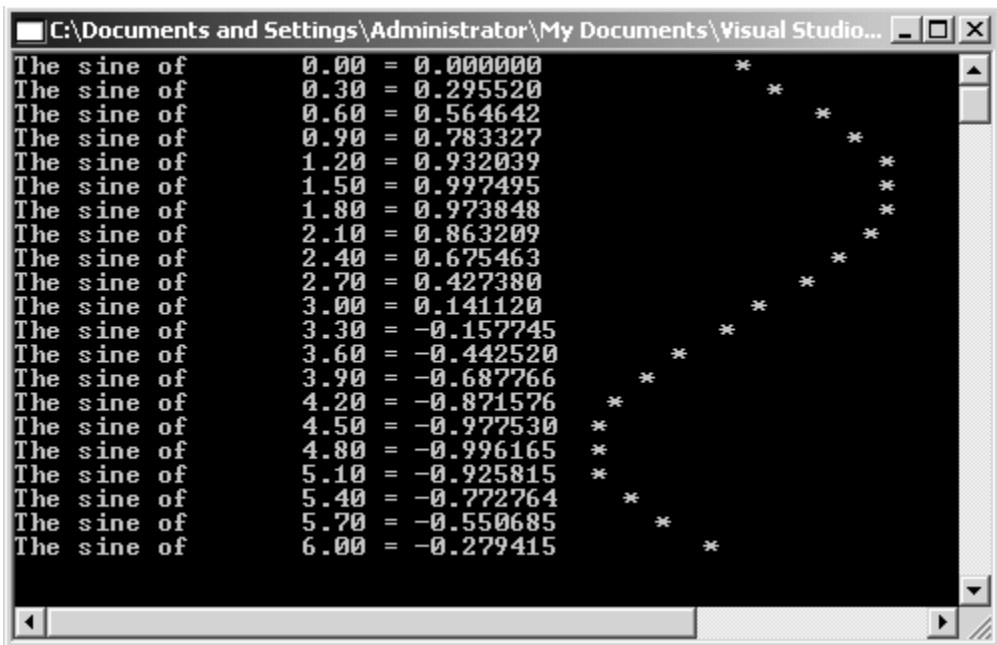 C:\Documents and Settings\Administrator\My Documents\Visual Studio...
The sine of 0.00 = 0.000000 *
The sine of 0.30 = 0.295520 *
The sine of 0.60 = 0.564642 *
The sine of 0.90 = 0.783327 *
The sine of 1.20 = 0.932039 *
The sine of 1.50 = 0.997495 *
The sine of 1.80 = 0.973848 *
The sine of 2.10 = 0.863209 *
The sine of 2.40 = 0.675463 *
The sine of 2.70 = 0.427380 *
The sine of 3.00 = 0.141120 *
The sine of 3.30 = -0.157745 *
The sine of 3.60 = -0.442520 *
The sine of 3.90 = -0.687766 *
The sine of 4.20 = -0.871576 *
The sine of 4.50 = -0.977530 *
The sine of 4.80 = -0.996165 *
The sine of 5.10 = -0.925815 *
The sine of 5.40 = -0.772764 *
The sine of 5.70 = -0.550685 *
The sine of 6.00 = -0.279415 *